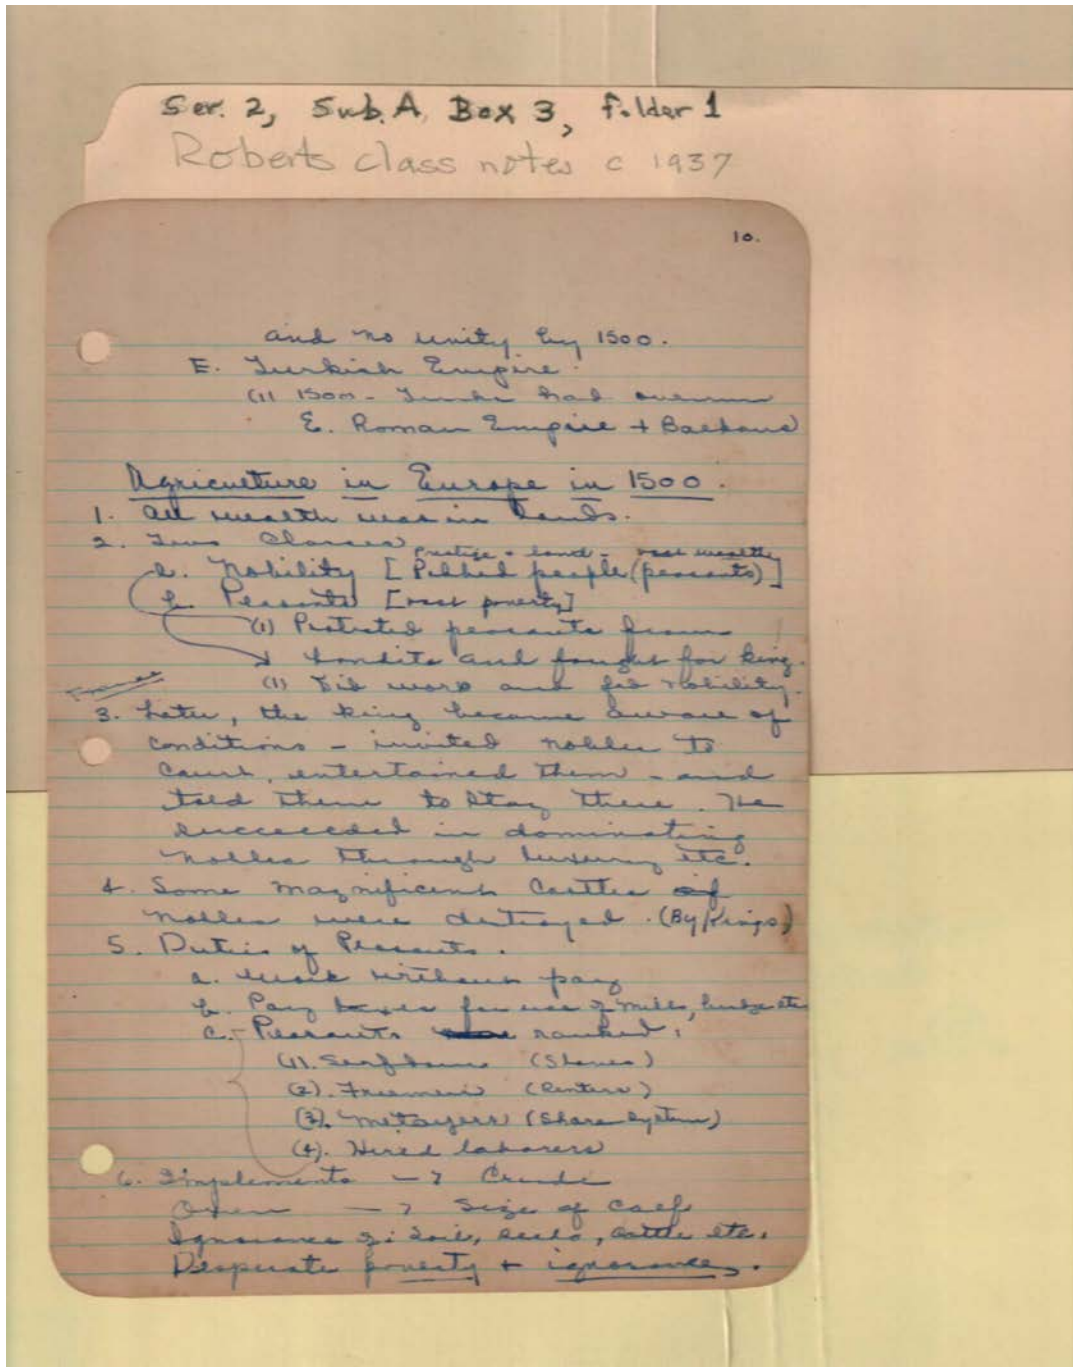 Ser. 2, Sub. A, Box 3, Folder 1
Roberts class notes c 1937
10.
and no unity by 1500.
E. Turkish Empire.
(1) 1500 - Turks had overrun
E. Roman Empire + Balkans
Agriculture in Europe in 1500.
1. All wealth was in lands.
2. Two Classes
prestige - land - vast wealthy
a. Nobility [Robbed people (peasants)]
b. Peasants [vast poverty]
(1) Protected peasants from
bandits and fought for king.
(1) Did work and fed nobility.
3. Later, the king became aware of
conditions - invited nobles to
court, entertained them - and
told them to stay there. He
succeeded in dominating
nobles through luxury etc.
4. Some magnificent Castles of
nobles were destroyed. (By Kings)
5. Duties of Peasants.
a. Work without pay
b. Pay taxes for use of mills, bridge etc
c. Peasants ranked:
(1). Serfdom (Slaves)
(2). Freemen (Renters)
(3). Metayers (Share System)
(4). Hired laborers
6. Implements -> Crude
Oxen -> Size of Calf
Ignorance of: Soil, seeds, cattle etc.
Desperate poverty + ignorance.